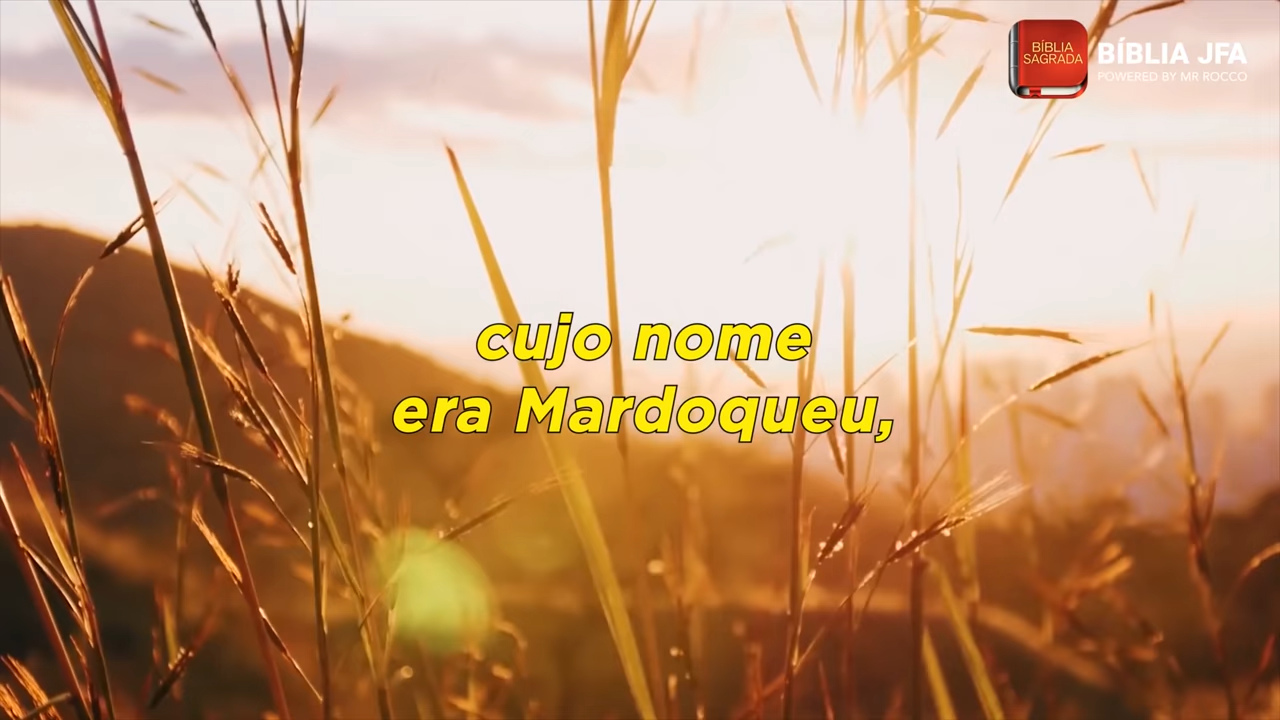 BÍBLIA
SAGRADA
BÍBLIA JFA
POWERED BY MR ROCCO
cujo nome
era Mardoqueu,